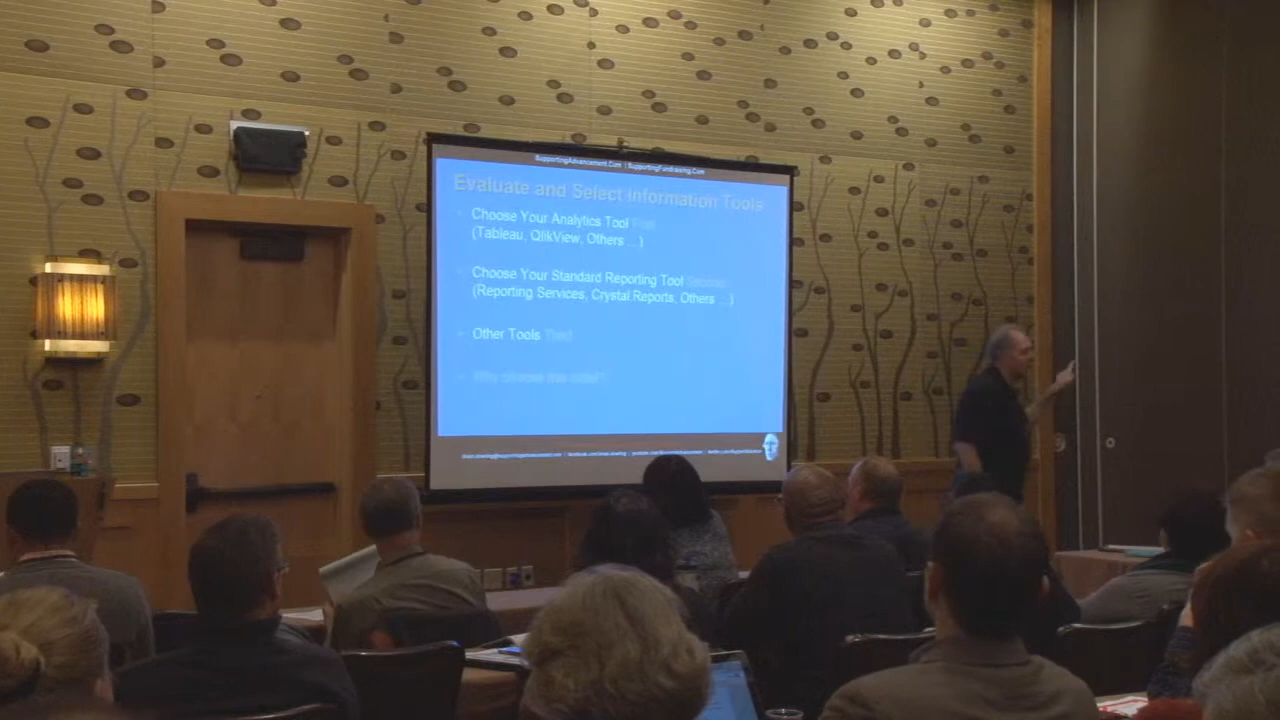 SupportingAdvancement.Com | SupportingFundraising.Com
Evaluate and Select Information Tools
Choose Your Analytics Tool First
(Tableau, QlikView, Others ...)
Choose Your Standard Reporting Tool Second
(Reporting Services, Crystal Reports, Others ...)
Other Tools Third